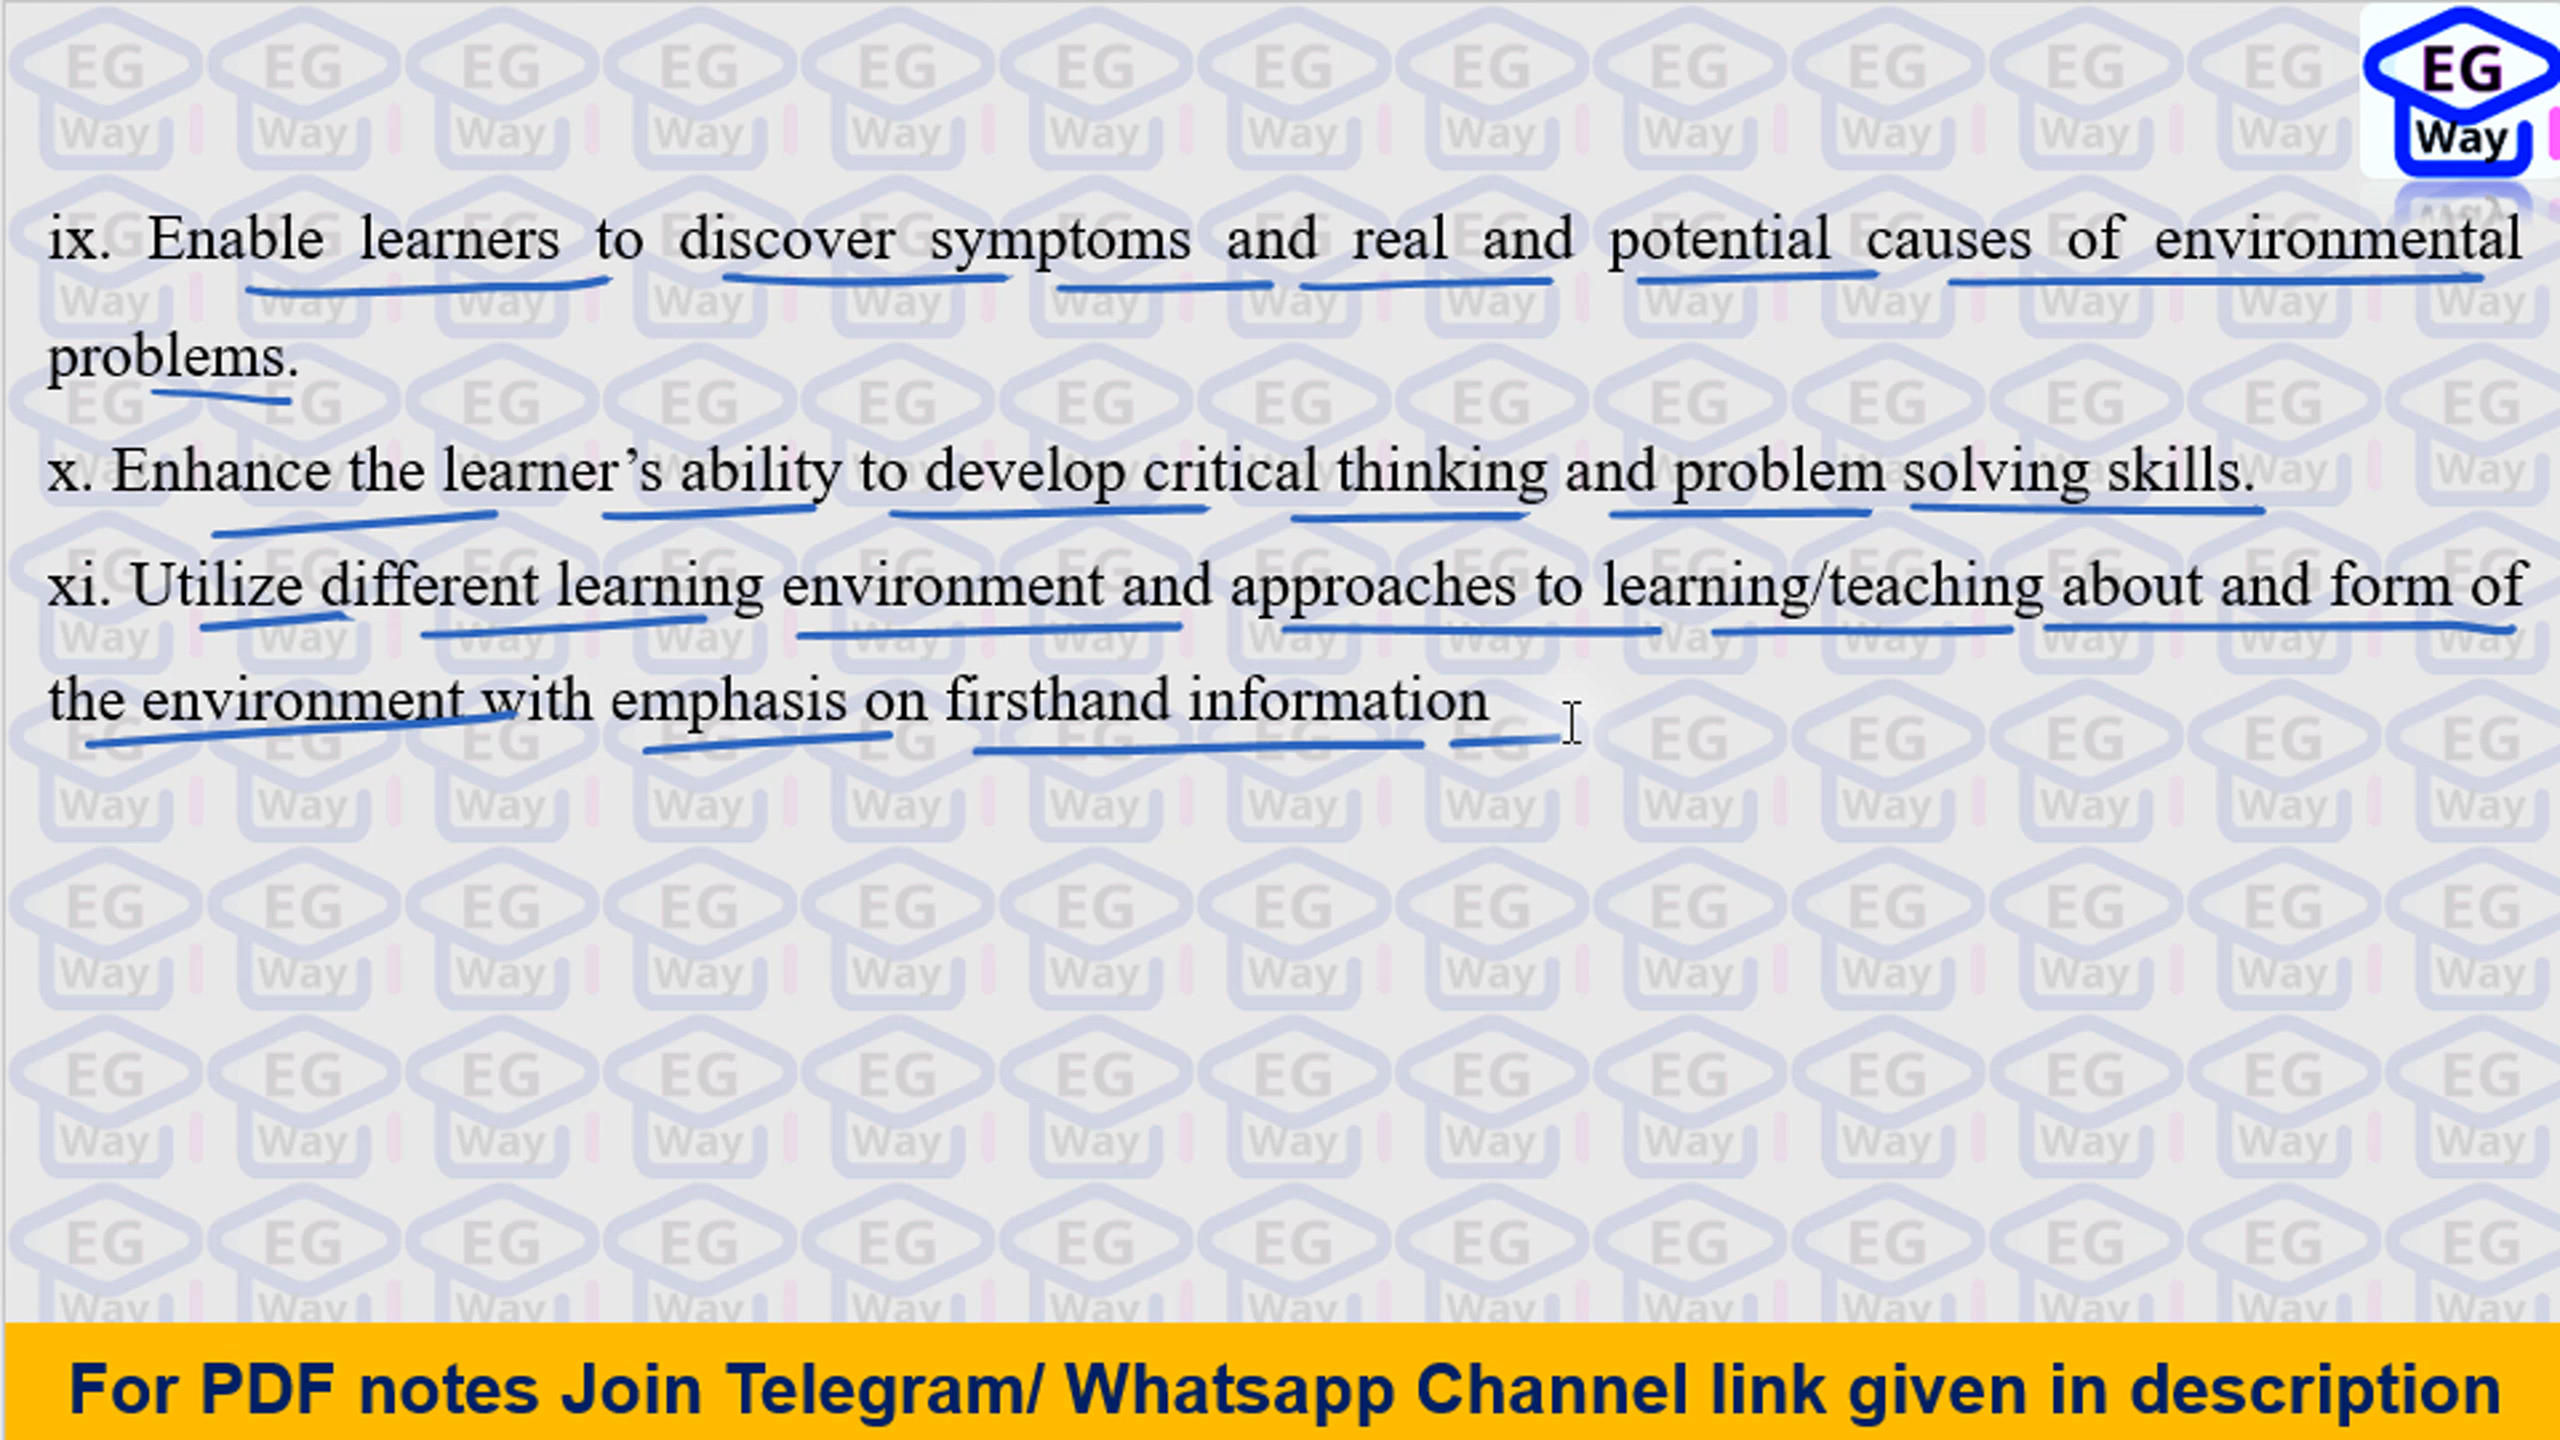 EG
Way
ix. Enable learners to discover symptoms and real and potential causes of environmental
problems.
x. Enhance the learner’s ability to develop critical thinking and problem solving skills.
xi. Utilize different learning environment and approaches to learning/teaching about and form of
the environment with emphasis on firsthand information
For PDF notes Join Telegram/ Whatsapp Channel link given in description